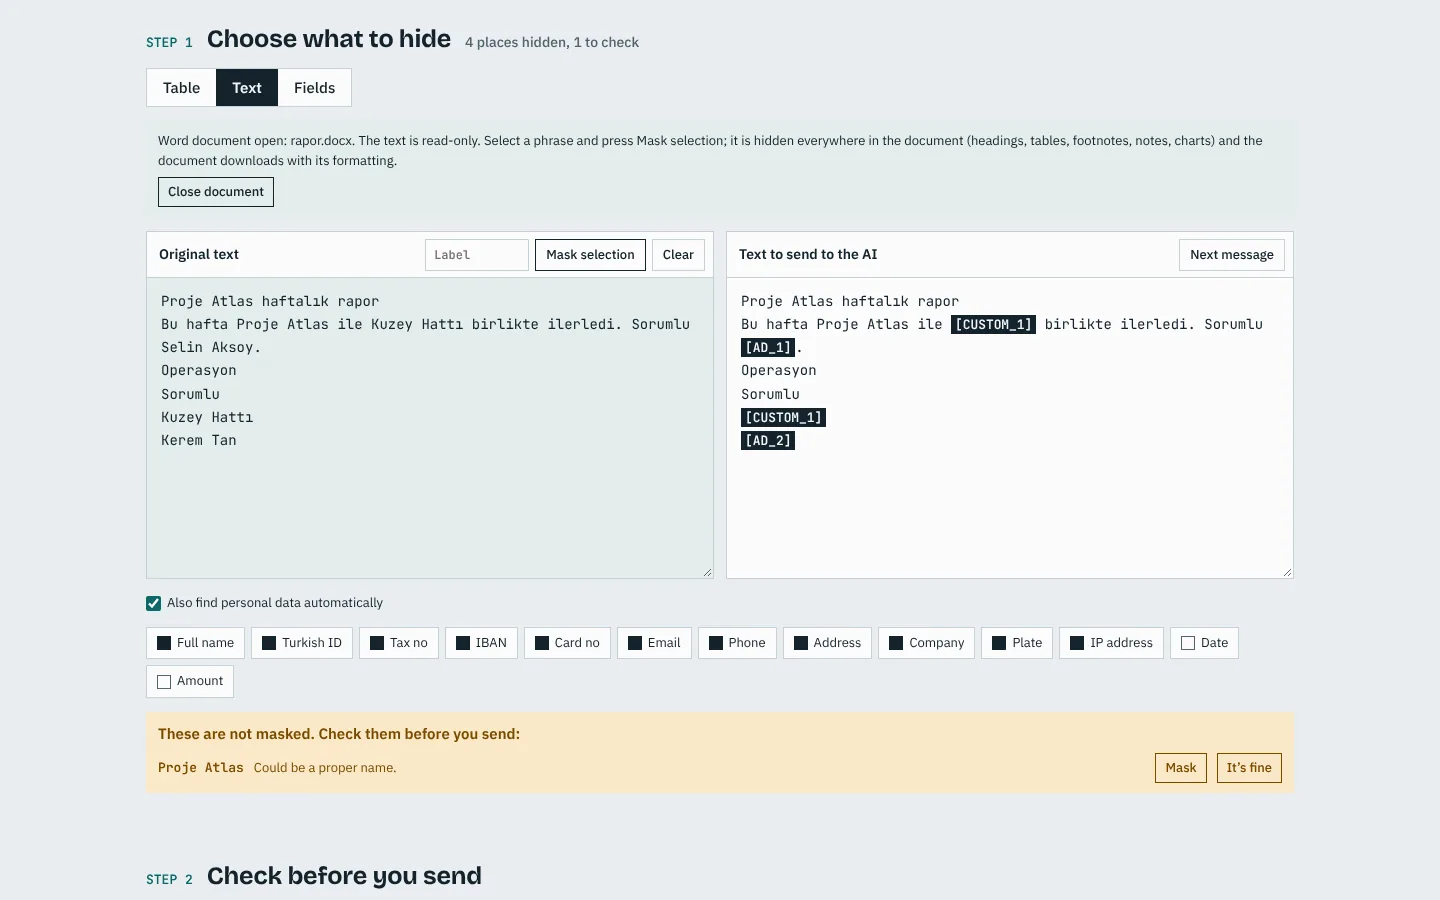 STEP 1 Choose what to hide 4 places hidden, 1 to check
Table Text Fields
Word document open: rapor.docx. The text is read-only. Select a phrase and press Mask selection; it is hidden everywhere in the document (headings, tables, footnotes, notes, charts) and the
document downloads with its formatting.
Close document
Original text Label Mask selection Clear
Proje Atlas haftalık rapor
Bu hafta Proje Atlas ile Kuzey Hattı birlikte ilerledi. Sorumlu
Selin Aksoy.
Operasyon
Sorumlu
Kuzey Hattı
Kerem Tan
Text to send to the AI Next message
Proje Atlas haftalık rapor
Bu hafta Proje Atlas ile [CUSTOM_1] birlikte ilerledi. Sorumlu
[AD_1].
Operasyon
Sorumlu
[CUSTOM_1]
[AD_2]
Also find personal data automatically
Full name Turkish ID Tax no IBAN Card no Email Phone Address Company Plate IP address Date
Amount
These are not masked. Check them before you send:
Proje Atlas Could be a proper name. Mask It’s fine
STEP 2 Check before you send